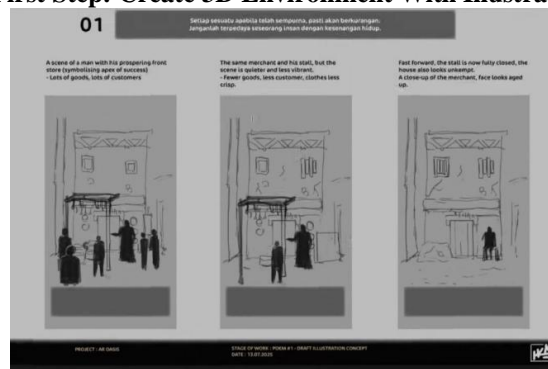 First Step: Create 3D Environment With Illustra
01
Setiap sesuatu apabila telah sempurna, pasti akan berkurangan;
Janganlah terpedaya seseorang insan dengan kesenangan hidup.
A scene of a man with his prospering front
store (symbolising apex of success)
- Lots of goods, lots of customers
The same merchant and his stall, but the
scene is quieter and less vibrant.
- Fewer goods, less customer, clothes less
crisp.
Fast forward, the stall is now fully closed, the
house also looks unkempt.
A close-up of the merchant, face looks aged
up.
PROJECT : AR OASIS
STAGE OF WORK : POEM #1 - DRAFT ILLUSTRATION CONCEPT
DATE : 15.07.2020